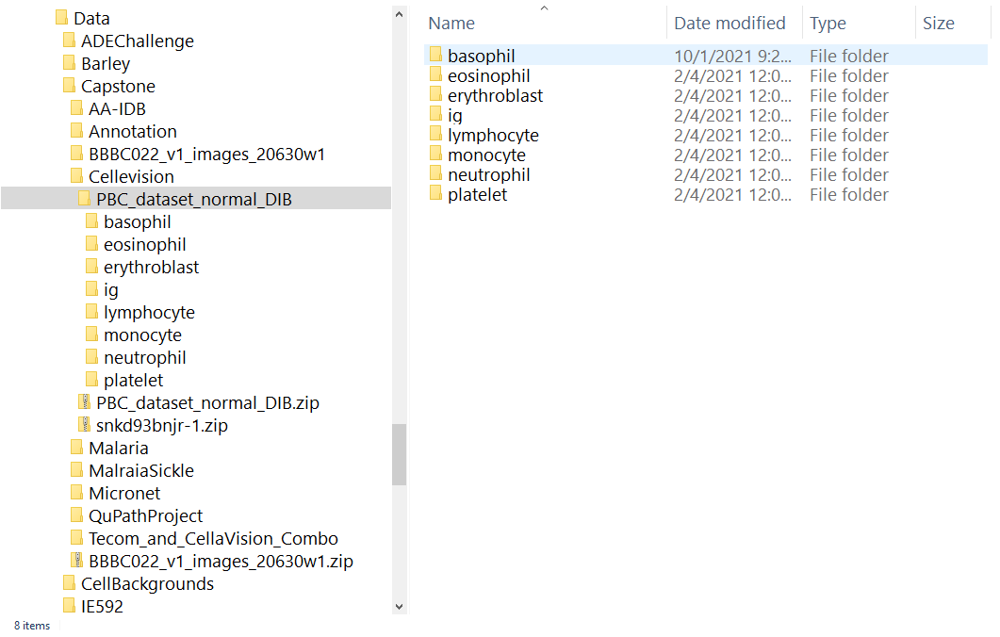 Data
ADEChallenge
Barley
Capstone
AA-IDB
Annotation
BBBC022_v1_images_20630w1
Cellevision
PBC_dataset_normal_DIB
basophil
eosinophil
erythroblast
ig
lymphocyte
monocyte
neutrophil
platelet
PBC_dataset_normal_DIB.zip
snkd93bnjr-1.zip
Malaria
MalraiaSickle
Micronet
QuPathProject
Tecom_and_CellaVision_Combo
BBBC022_v1_images_20630w1.zip
CellBackgrounds
IE592
8 items
Name Date modified Type Size
basophil 10/1/2021 9:2... File folder
eosinophil 2/4/2021 12:0... File folder
erythroblast 2/4/2021 12:0... File folder
ig 2/4/2021 12:0... File folder
lymphocyte 2/4/2021 12:0... File folder
monocyte 2/4/2021 12:0... File folder
neutrophil 2/4/2021 12:0... File folder
platelet 2/4/2021 12:0... File folder